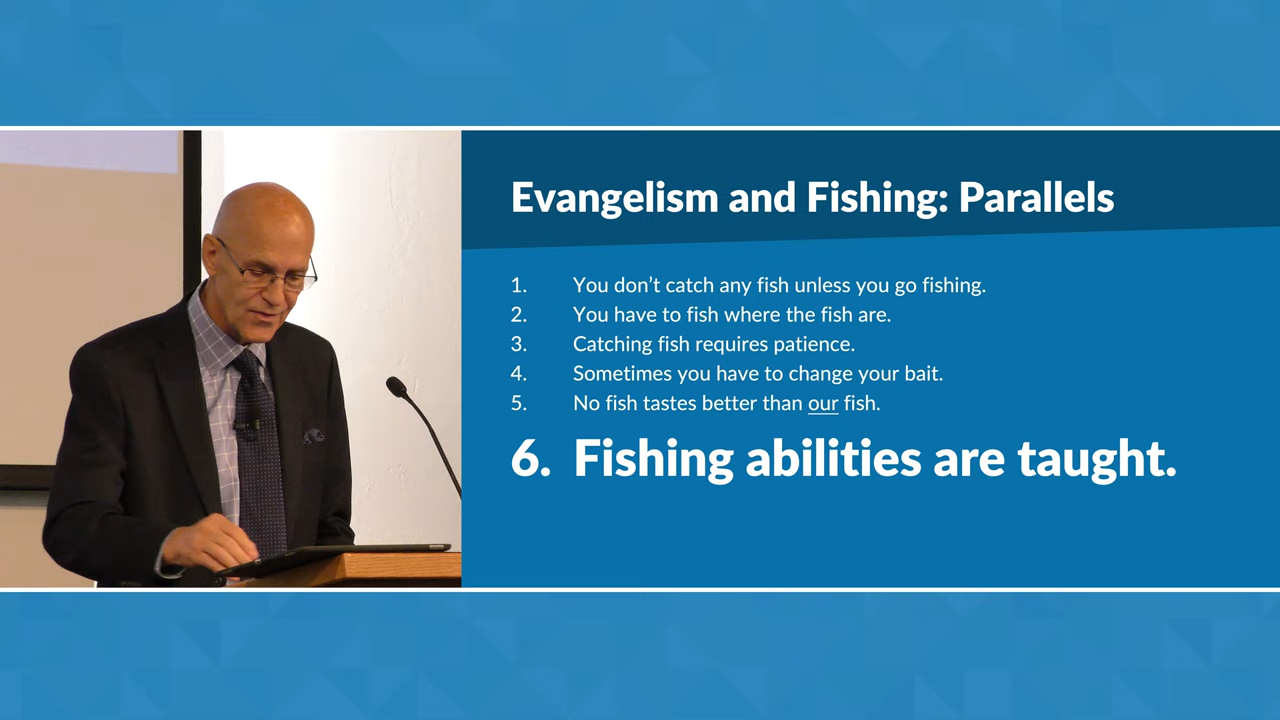 Evangelism and Fishing: Parallels
1. You don’t catch any fish unless you go fishing.
2. You have to fish where the fish are.
3. Catching fish requires patience.
4. Sometimes you have to change your bait.
5. No fish tastes better than our fish.
6. Fishing abilities are taught.